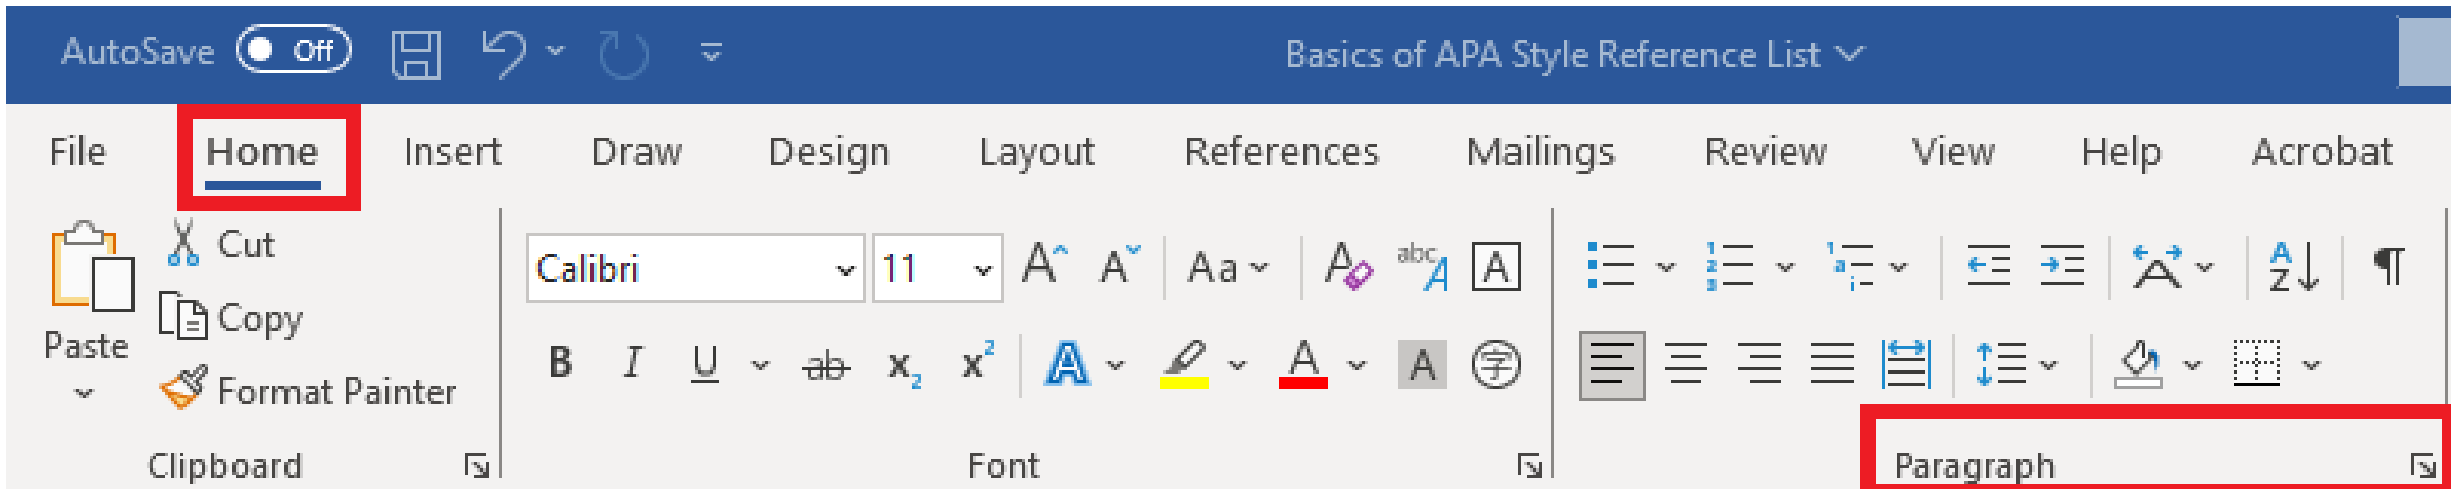 AutoSave Off Basics of APA Style Reference List
File Home Insert Draw Design Layout References Mailings Review View Help Acrobat
Cut
Calibri 11 A A Aa A abc A A
Copy
Paste
B I U ab x2 x2 A A A 字
Format Painter
Clipboard Font Paragraph